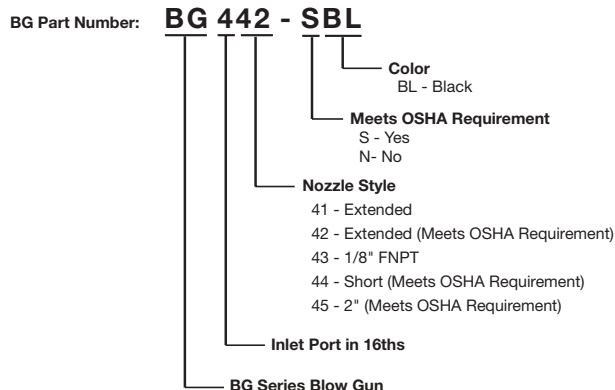 BG Part Number: BG 442 - SBL
Color
BL - Black
Meets OSHA Requirement
S - Yes
N- No
Nozzle Style
41 - Extended
42 - Extended (Meets OSHA Requirement)
43 - 1/8" FNPT
44 - Short (Meets OSHA Requirement)
45 - 2" (Meets OSHA Requirement)
Inlet Port in 16ths
BG Series Blow Gun